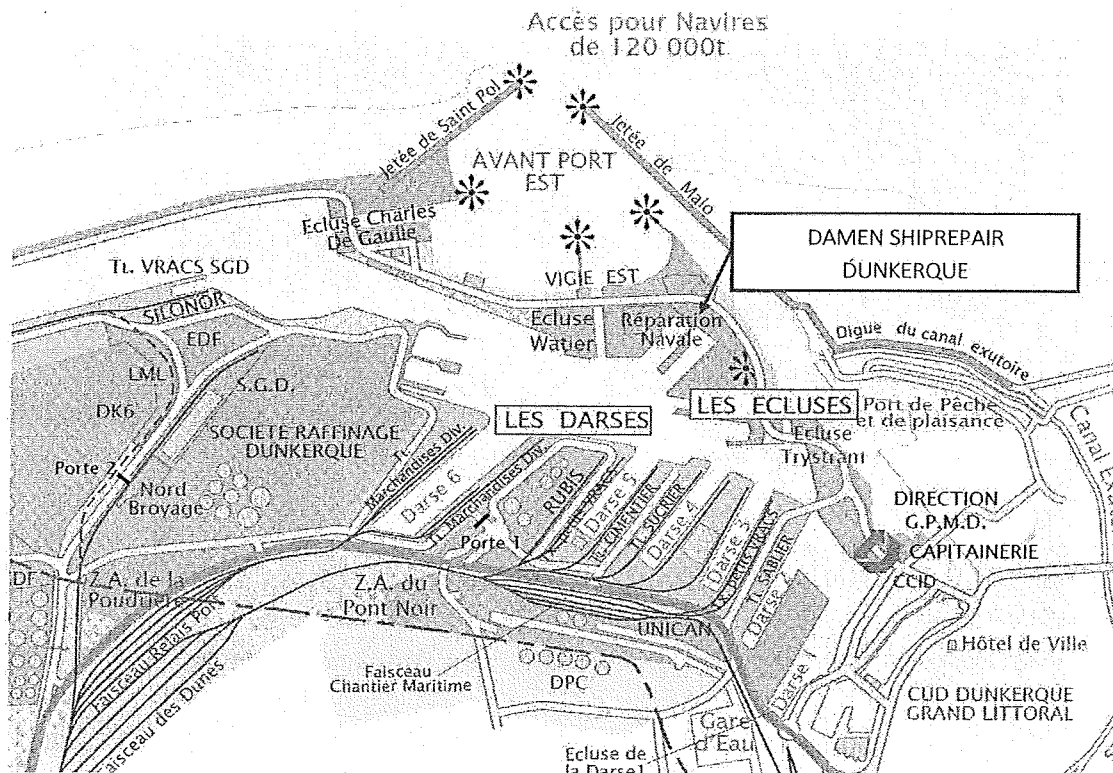 Accès pour Navires
de 120 000t
Jetée de Saint Pol
Jetée de Malo
AVANT PORT
EST
Ecluse Charles
De Gaulle
DAMEN SHIPREPAIR
DUNKERQUE
Tt. VRACS SGD
VIGIE EST
SILONOR
EDF
Ecluse
Watier
Réparation
Navale
Digue du canal exutoire
LML
S.G.D.
DK6
LES DARSES
LES ECLUSES
Port de Pêche
et de plaisance
SOCIETE RAFFINAGE
DUNKERQUE
Ecluse
Trystram
Tt.
Marchandises Div.
Darse 6
Tt. Marchandises Div.
RUBIS
Darse 5
Tt. CIMENTIER
Tt. SUCRIER
Darse 4
Darse 3
SABLIER
Darse
Darse 1
Porte 2
Nord
Broyage
Porte 1
DIRECTION
G.P.M.D.
CAPITAINERIE
CCID
Z.A. de la
Poudrière
Z.A. du
Pont Noir
UNICAN
Faisceau Relais Pol
Faisceau des Dunes
Faisceau
Chantier Maritime
DPC
Hôtel de Ville
CUD DUNKERQUE
GRAND LITTORAL
Gare
d'Eau
Ecluse de
la Darse1
Canal